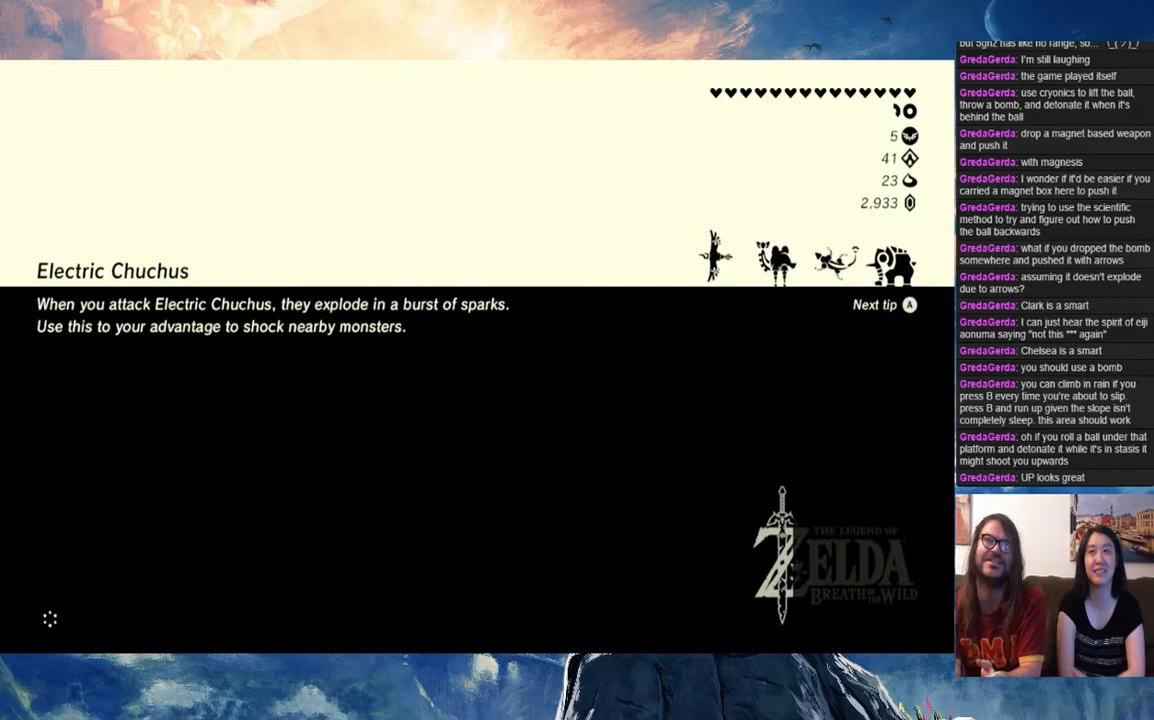 5
41
23
2,933
Electric Chuchus
When you attack Electric Chuchus, they explode in a burst of sparks.
Use this to your advantage to shock nearby monsters.
Next tip A
THE LEGEND OF
ZELDA
BREATH OF THE WILD
but 5ghz has like no range, so... ¯\_(ツ)_/¯
GredaGerda: I'm still laughing
GredaGerda: the game played itself
GredaGerda: use cryonics to lift the ball,
throw a bomb, and detonate it when it's
behind the ball
GredaGerda: drop a magnet based weapon
and push it
GredaGerda: with magnesis
GredaGerda: I wonder if it'd be easier if you
carried a magnet box here to push it
GredaGerda: trying to use the scientific
method to try and figure out how to push
the ball backwards
GredaGerda: what if you dropped the bomb
somewhere and pushed it with arrows
GredaGerda: assuming it doesn't explode
due to arrows?
GredaGerda: Clark is a smart
GredaGerda: I can just hear the spirit of eiji
aonuma saying "not this *** again"
GredaGerda: Chelsea is a smart
GredaGerda: you should use a bomb
GredaGerda: you can climb in rain if you
press B every time you're about to slip.
press B and run up given the slope isn't
completely steep. this area should work
GredaGerda: oh if you roll a ball under that
platform and detonate it while it's in stasis it
might shoot you upwards
GredaGerda: UP looks great